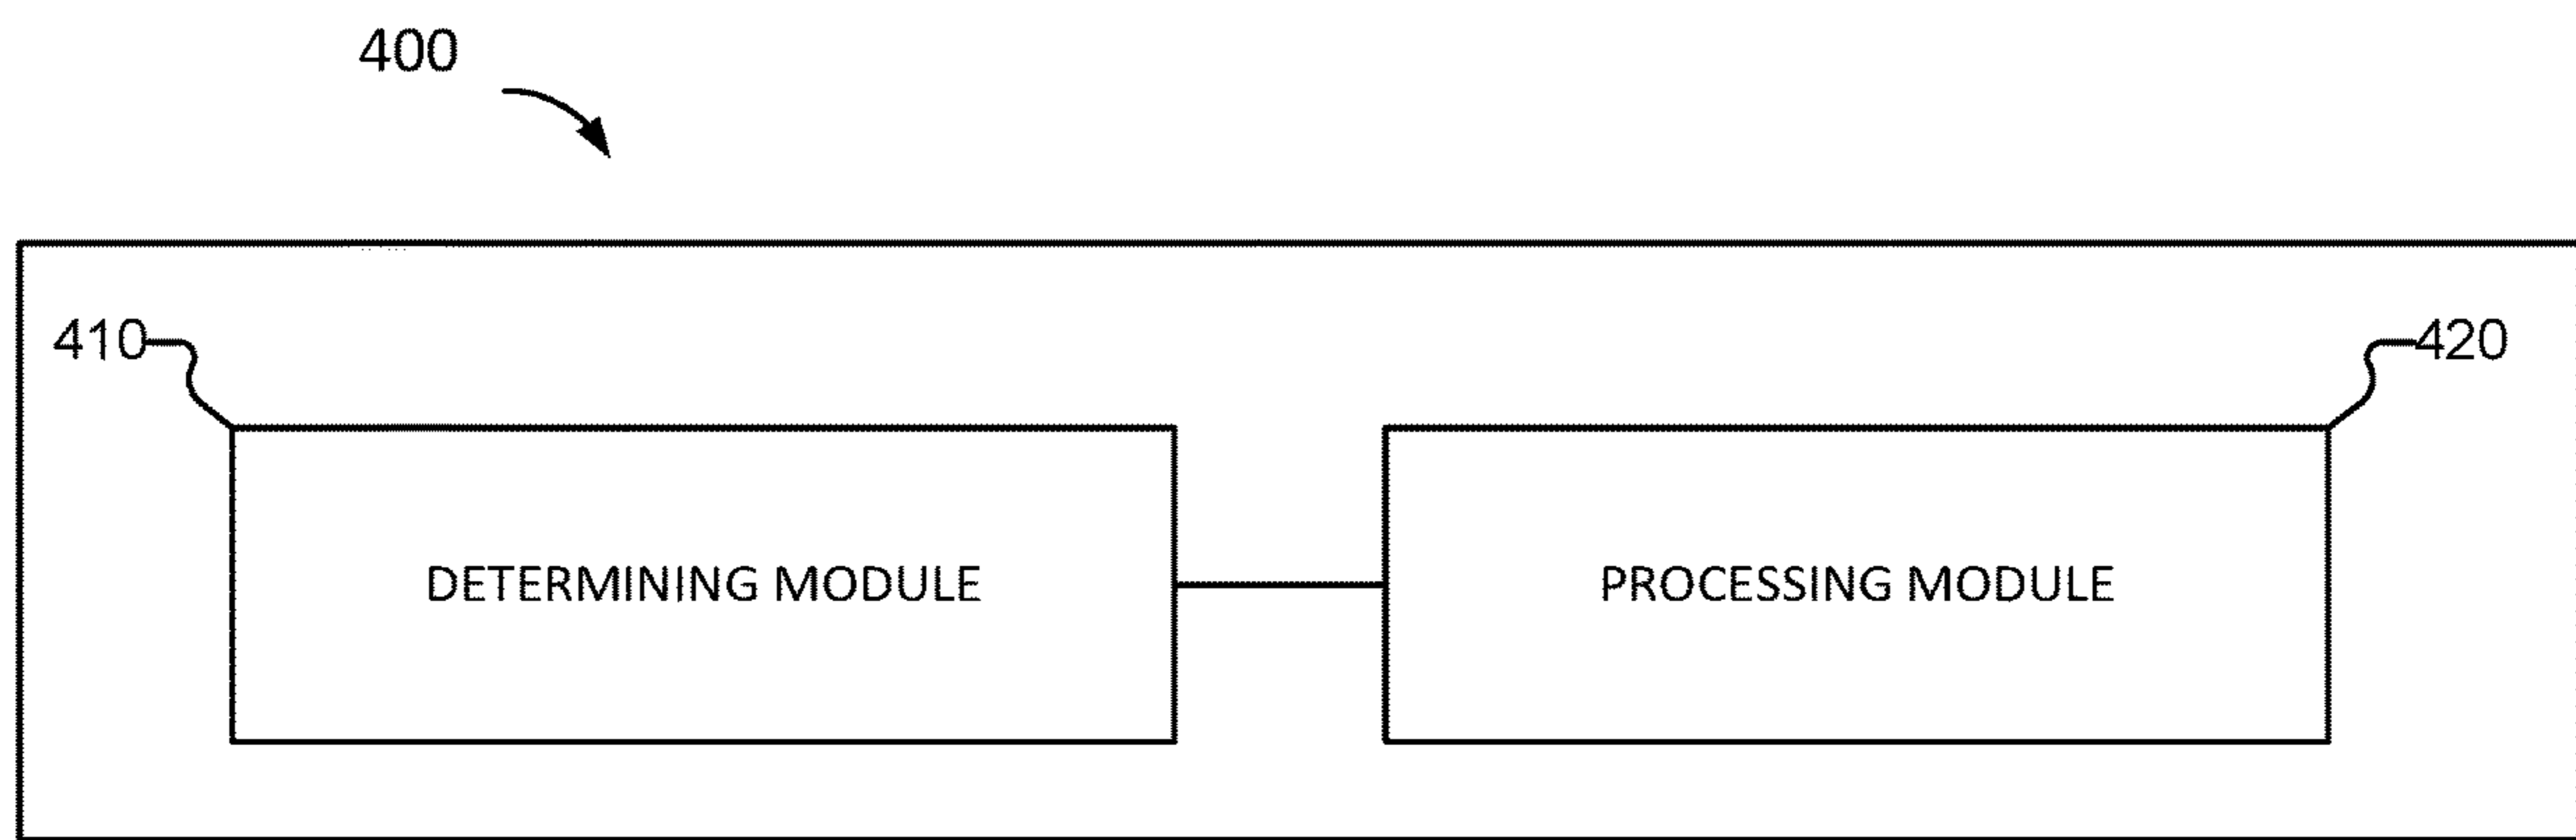 400
410
420
DETERMINING MODULE
PROCESSING MODULE